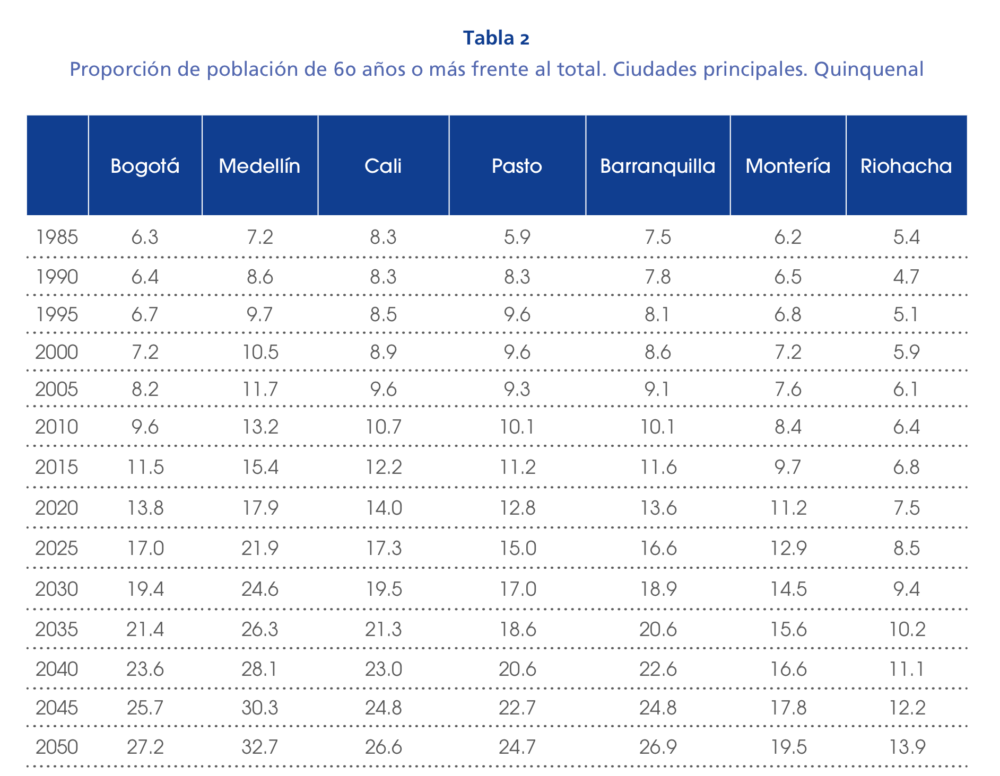 Tabla 2
Proporción de población de 60 años o más frente al total. Ciudades principales. Quinquenal
Bogotá Medellín Cali Pasto Barranquilla Montería Riohacha
1985 6.3 7.2 8.3 5.9 7.5 6.2 5.4
1990 6.4 8.6 8.3 8.3 7.8 6.5 4.7
1995 6.7 9.7 8.5 9.6 8.1 6.8 5.1
2000 7.2 10.5 8.9 9.6 8.6 7.2 5.9
2005 8.2 11.7 9.6 9.3 9.1 7.6 6.1
2010 9.6 13.2 10.7 10.1 10.1 8.4 6.4
2015 11.5 15.4 12.2 11.2 11.6 9.7 6.8
2020 13.8 17.9 14.0 12.8 13.6 11.2 7.5
2025 17.0 21.9 17.3 15.0 16.6 12.9 8.5
2030 19.4 24.6 19.5 17.0 18.9 14.5 9.4
2035 21.4 26.3 21.3 18.6 20.6 15.6 10.2
2040 23.6 28.1 23.0 20.6 22.6 16.6 11.1
2045 25.7 30.3 24.8 22.7 24.8 17.8 12.2
2050 27.2 32.7 26.6 24.7 26.9 19.5 13.9